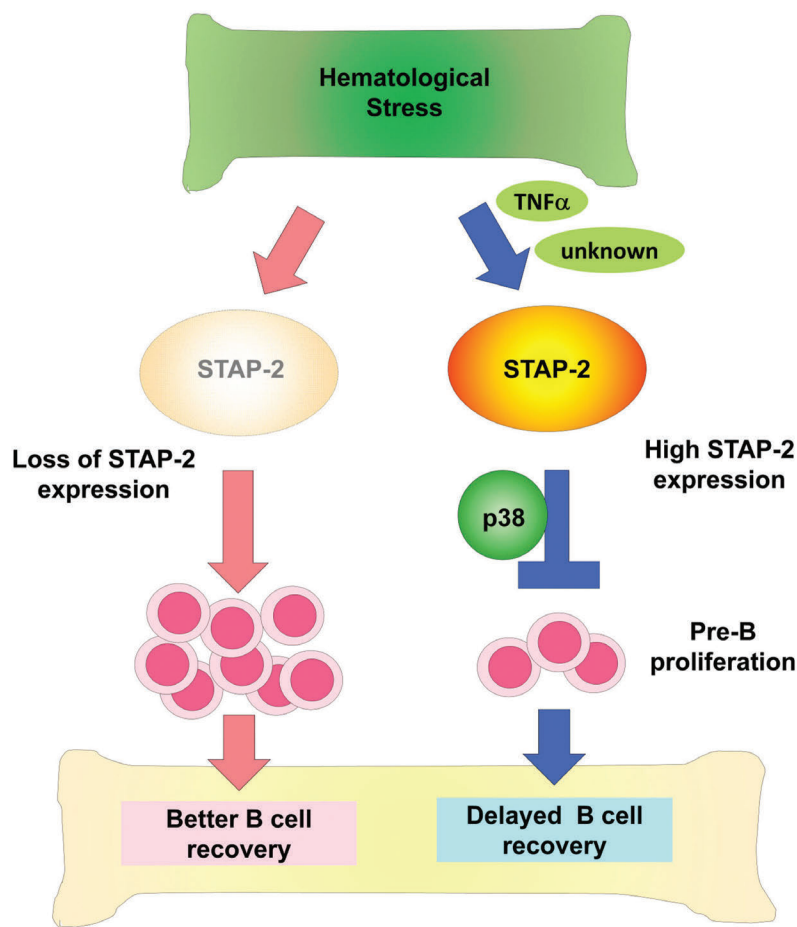 Hematological
Stress
TNFα
unknown
STAP-2
STAP-2
Loss of STAP-2
expression
High STAP-2
expression
p38
Pre-B
proliferation
Better B cell
recovery
Delayed B cell
recovery